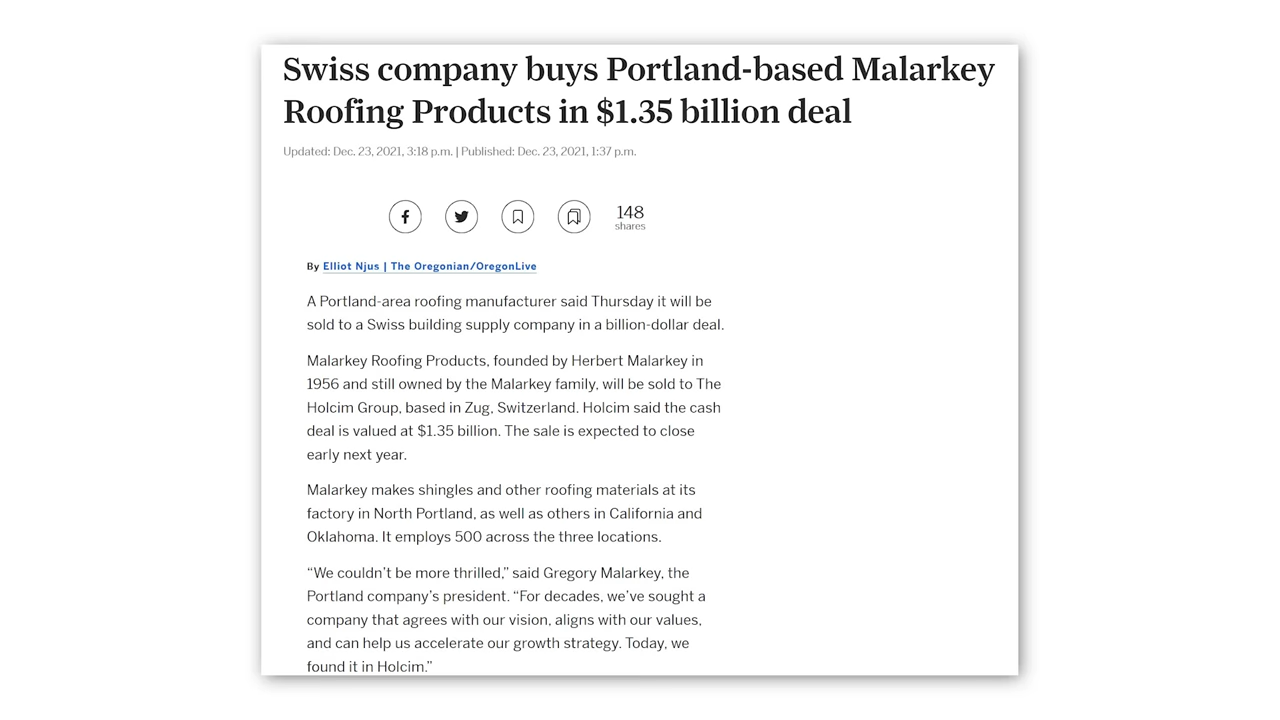 Swiss company buys Portland-based Malarkey
Roofing Products in $1.35 billion deal
Updated: Dec. 23, 2021, 3:18 p.m. | Published: Dec. 23, 2021, 1:37 p.m.
148
shares
By Elliot Njus | The Oregonian/OregonLive
A Portland-area roofing manufacturer said Thursday it will be
sold to a Swiss building supply company in a billion-dollar deal.
Malarkey Roofing Products, founded by Herbert Malarkey in
1956 and still owned by the Malarkey family, will be sold to The
Holcim Group, based in Zug, Switzerland. Holcim said the cash
deal is valued at $1.35 billion. The sale is expected to close
early next year.
Malarkey makes shingles and other roofing materials at its
factory in North Portland, as well as others in California and
Oklahoma. It employs 500 across the three locations.
“We couldn’t be more thrilled,” said Gregory Malarkey, the
Portland company’s president. “For decades, we’ve sought a
company that agrees with our vision, aligns with our values,
and can help us accelerate our growth strategy. Today, we
found it in Holcim.”